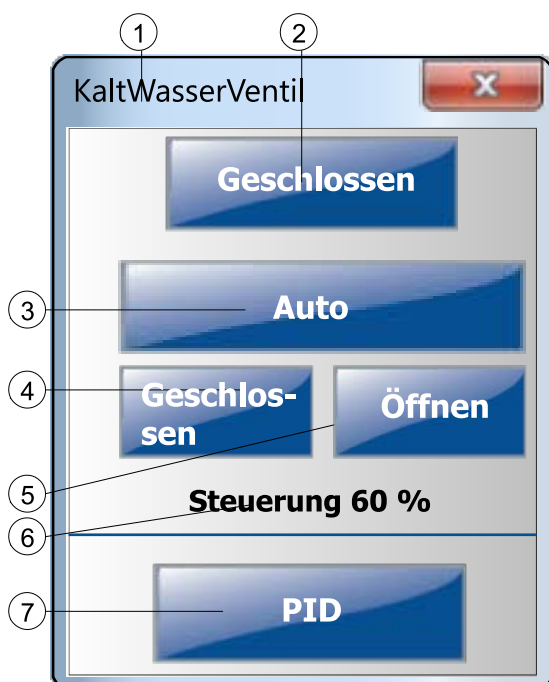 1
2
KaltWasserVentil
x
Geschlossen
3
Auto
4
Geschlos-
sen
Öffnen
5
Steuerung 60 %
6
7
PID